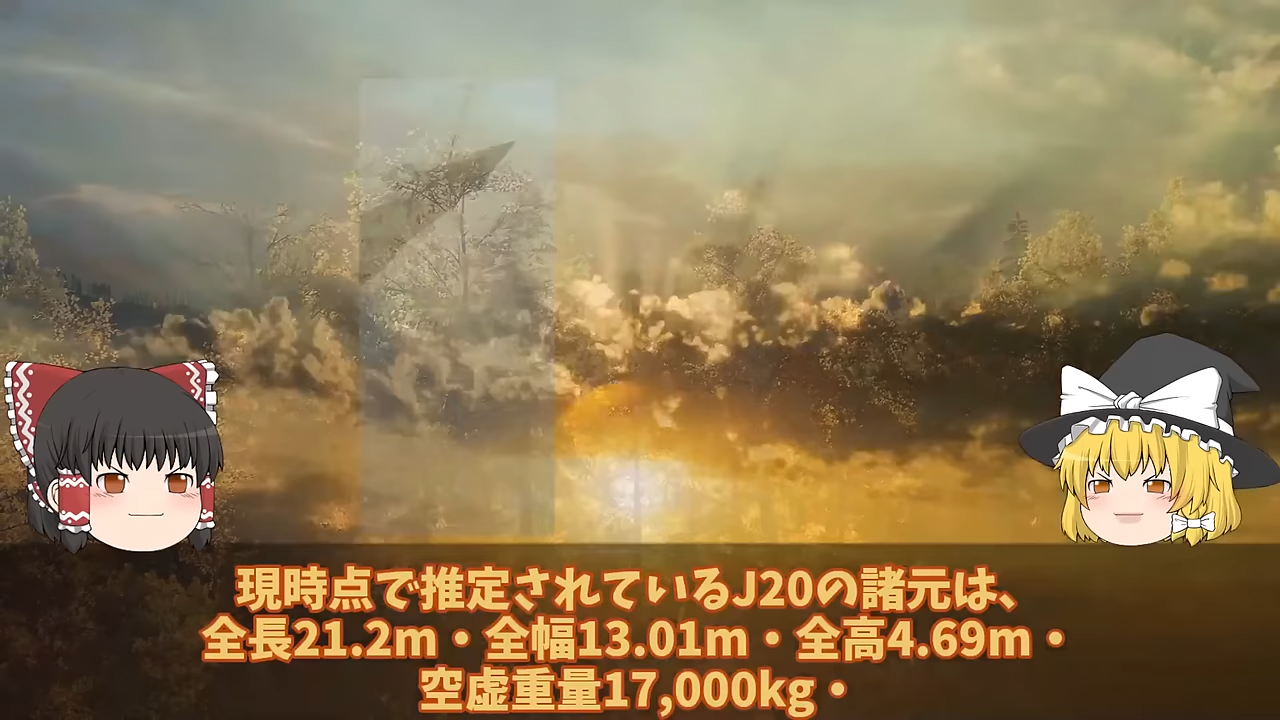 現時点で推定されているJ20の諸元は、
全長21.2m・全幅13.01m・全高4.69m・
空虚重量17,000kg・